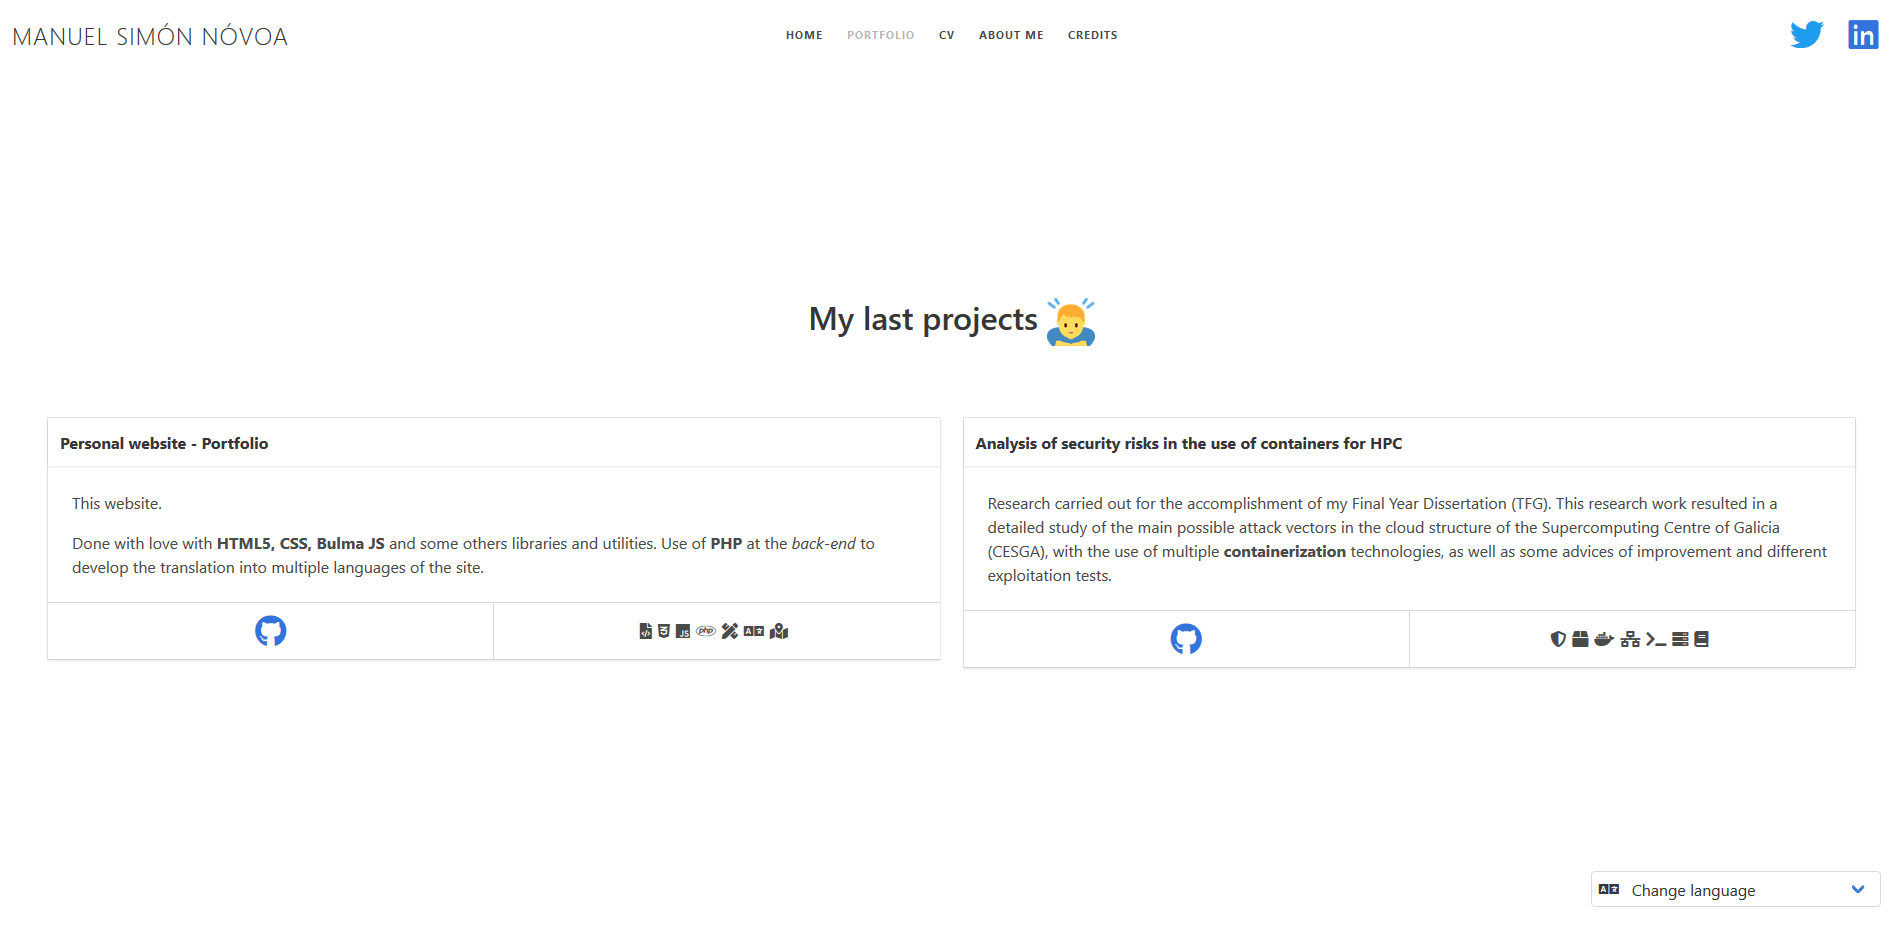 MANUEL SIMÓN NÓVOA
HOME PORTFOLIO CV ABOUT ME CREDITS
in
My last projects
Personal website - Portfolio
This website.
Done with love with HTML5, CSS, Bulma JS and some others libraries and utilities. Use of PHP at the back-end to
develop the translation into multiple languages of the site.
JS php A
Analysis of security risks in the use of containers for HPC
Research carried out for the accomplishment of my Final Year Dissertation (TFG). This research work resulted in a
detailed study of the main possible attack vectors in the cloud structure of the Supercomputing Centre of Galicia
(CESGA), with the use of multiple containerization technologies, as well as some advices of improvement and different
exploitation tests.
A Change language